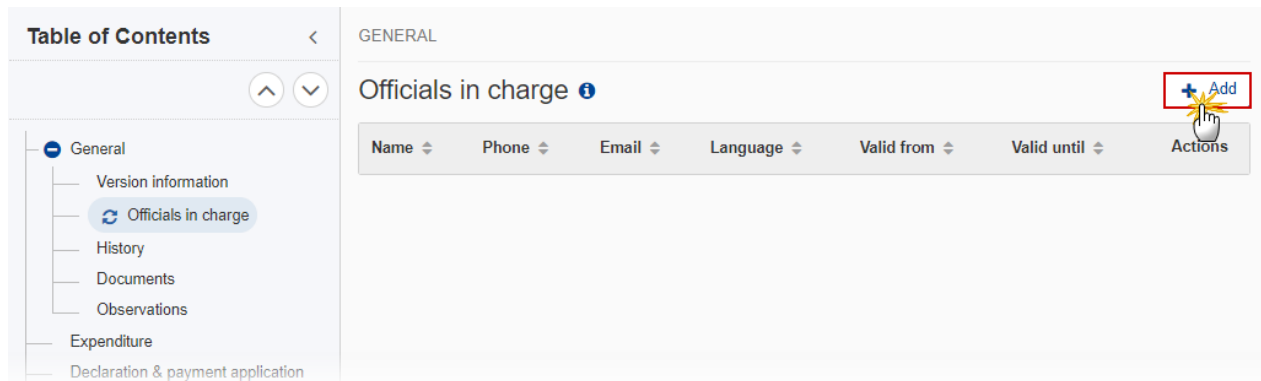 Table of Contents
General
Version information
Officials in charge
History
Documents
Observations
Expenditure
Declaration & payment application
GENERAL
Officials in charge
Add
Name Phone Email Language Valid from Valid until Actions